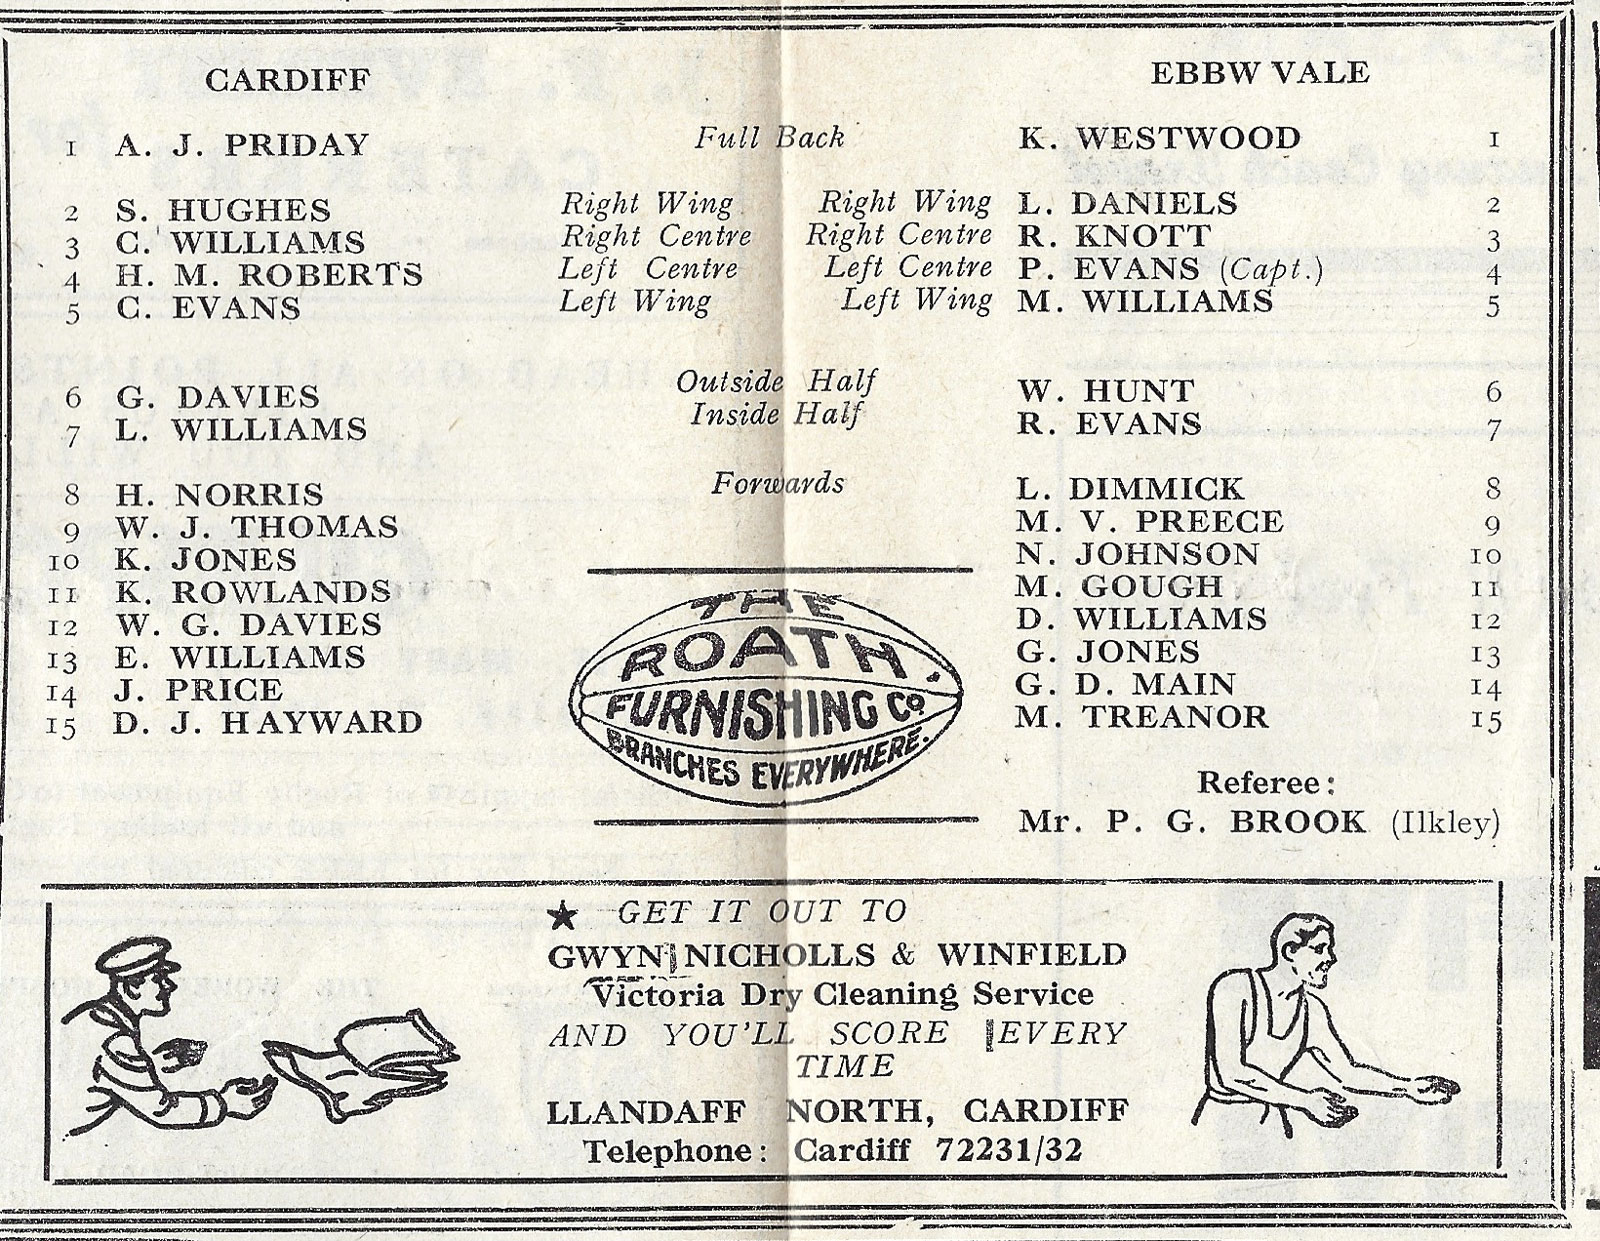 CARDIFF EBBW VALE
1 A. J. PRIDAY Full Back K. WESTWOOD 1
2 S. HUGHES Right Wing Right Wing L. DANIELS 2
3 C. WILLIAMS Right Centre Right Centre R. KNOTT 3
4 H. M. ROBERTS Left Centre Left Centre P. EVANS (Capt.) 4
5 C. EVANS Left Wing Left Wing M. WILLIAMS 5
6 G. DAVIES Outside Half W. HUNT 6
7 L. WILLIAMS Inside Half R. EVANS 7
8 H. NORRIS Forwards L. DIMMICK 8
9 W. J. THOMAS M. V. PREECE 9
10 K. JONES N. JOHNSON 10
11 K. ROWLANDS M. GOUGH 11
12 W. G. DAVIES D. WILLIAMS 12
13 E. WILLIAMS G. JONES 13
14 J. PRICE G. D. MAIN 14
15 D. J. HAYWARD M. TREANOR 15
THE
ROATH
FURNISHING Co
BRANCHES EVERYWHERE.
Referee:
Mr. P. G. BROOK (Ilkley)
★ GET IT OUT TO
GWYN NICHOLLS & WINFIELD
Victoria Dry Cleaning Service
AND YOU'LL SCORE EVERY
TIME
LLANDAFF NORTH, CARDIFF
Telephone: Cardiff 72231/32